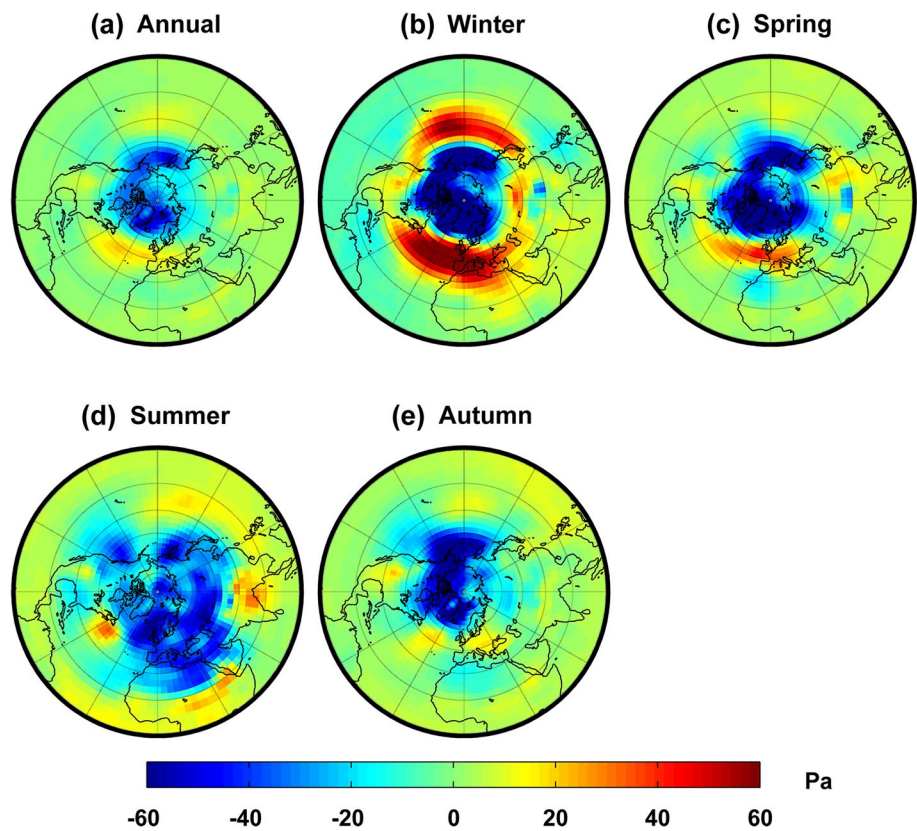 (a) Annual
(b) Winter
(c) Spring
(d) Summer
(e) Autumn
Pa
-60 -40 -20 0 20 40 60